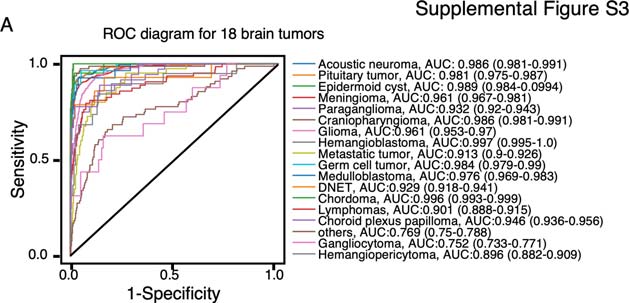 Supplemental Figure S3
A
ROC diagram for 18 brain tumors
1.0
0.5
0.0
Sensitivity
0.0 0.5 1.0
1-Specificity
Acoustic neuroma, AUC: 0.986 (0.981-0.991)
Pituitary tumor, AUC: 0.981 (0.975-0.987)
Epidermoid cyst, AUC: 0.989 (0.984-0.0994)
Meningioma, AUC:0.961 (0.967-0.981)
Paraganglioma, AUC:0.932 (0.92-0.943)
Craniopharyngioma, AUC:0.986 (0.981-0.991)
Glioma, AUC:0.961 (0.953-0.97)
Hemangioblastoma, AUC:0.997 (0.995-1.0)
Metastatic tumor, AUC:0.913 (0.9-0.926)
Germ cell tumor, AUC:0.984 (0.979-0.99)
Medulloblastoma, AUC:0.976 (0.969-0.983)
DNET, AUC:0.929 (0.918-0.941)
Chordoma, AUC:0.996 (0.993-0.999)
Lymphomas, AUC:0.901 (0.888-0.915)
Choroid plexus papilloma, AUC:0.946 (0.936-0.956)
others, AUC:0.769 (0.75-0.788)
Gangliocytoma, AUC:0.752 (0.733-0.771)
Hemangiopericytoma, AUC:0.896 (0.882-0.909)